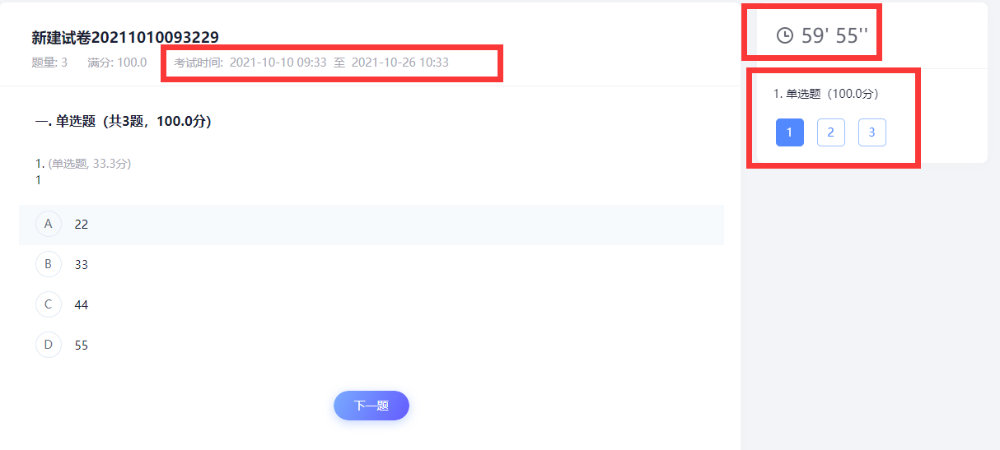 新建试卷20211010093229
题量: 3 满分: 100.0 考试时间: 2021-10-10 09:33 至 2021-10-26 10:33
一. 单选题（共3题，100.0分）
1. (单选题, 33.3分)
1
A 22
B 33
C 44
D 55
下一题
59' 55''
1. 单选题（100.0分）
1 2 3